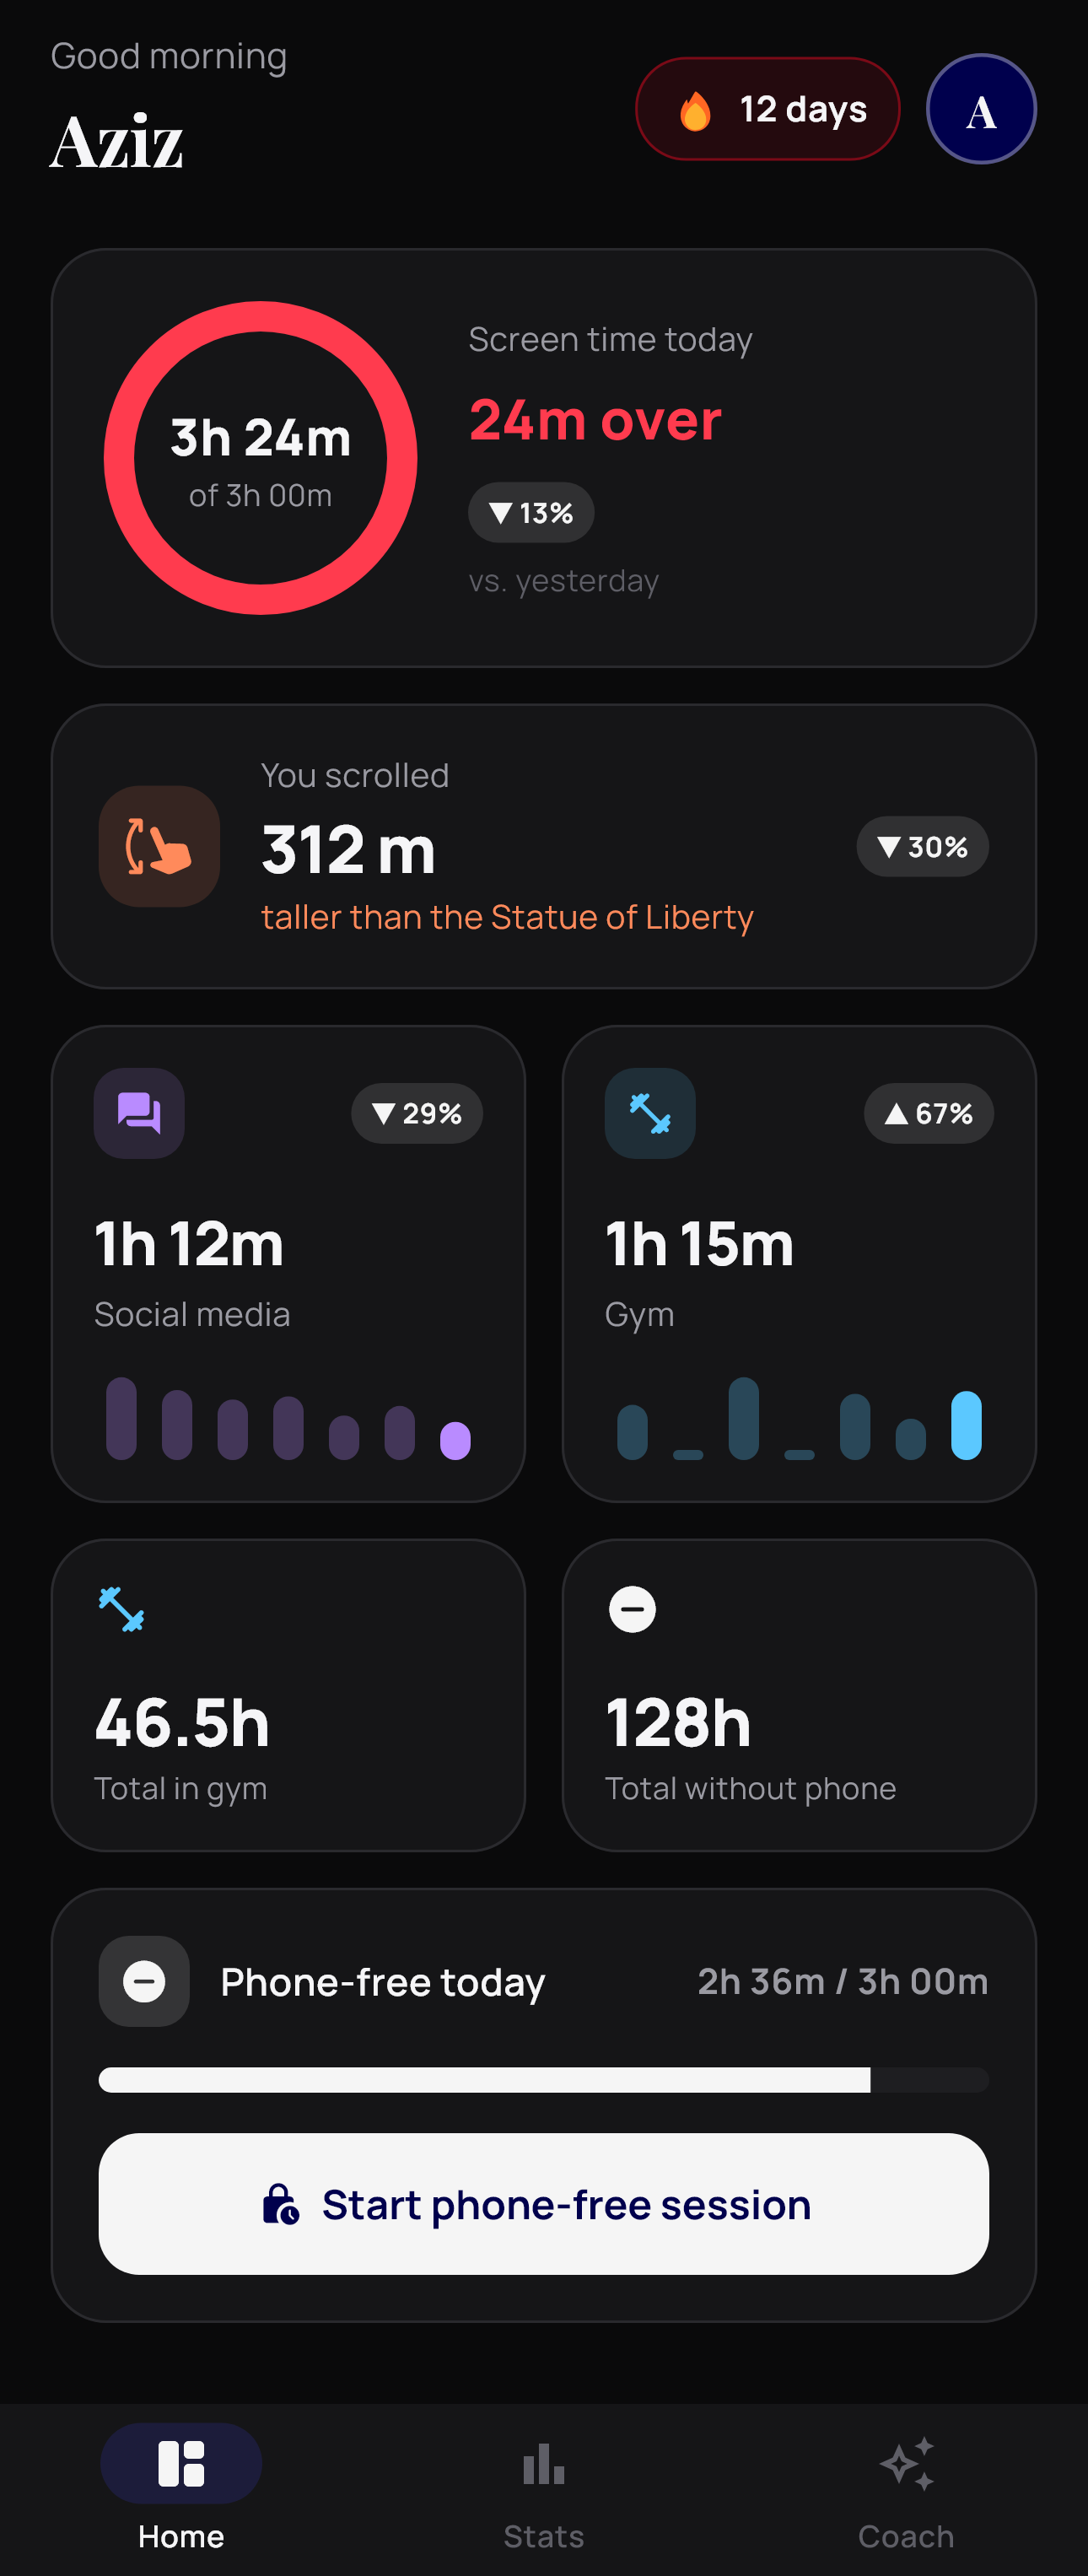 Good morning
Aziz
12 days
A
3h 24m
of 3h 00m
Screen time today
24m over
▼ 13%
vs. yesterday
You scrolled
312 m
taller than the Statue of Liberty
▼ 30%
▼ 29%
1h 12m
Social media
▲ 67%
1h 15m
Gym
46.5h
Total in gym
128h
Total without phone
Phone-free today
2h 36m / 3h 00m
Start phone-free session
Home
Stats
Coach